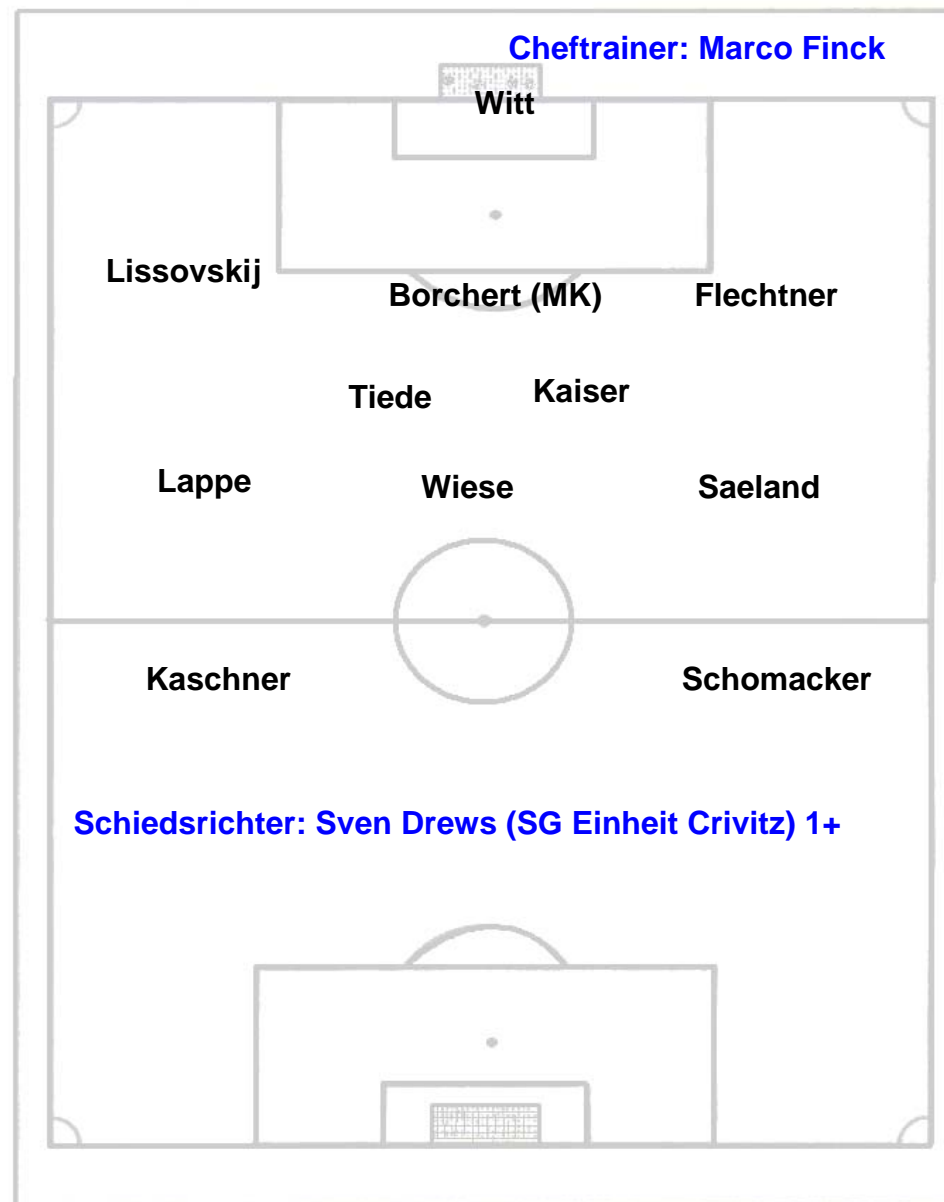 Cheftrainer: Marco Finck
Witt
Lissovskij
Borchert (MK)
Flechtner
Tiede
Kaiser
Lappe
Wiese
Saeland
Kaschner
Schomacker
Schiedsrichter: Sven Drews (SG Einheit Crivitz) 1+